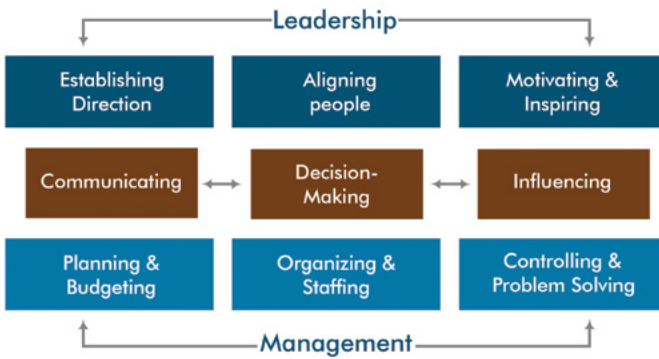 Leadership
Establishing
Direction
Aligning
people
Motivating &
Inspiring
Communicating
Decision-
Making
Influencing
Planning &
Budgeting
Organizing &
Staffing
Controlling &
Problem Solving
Management